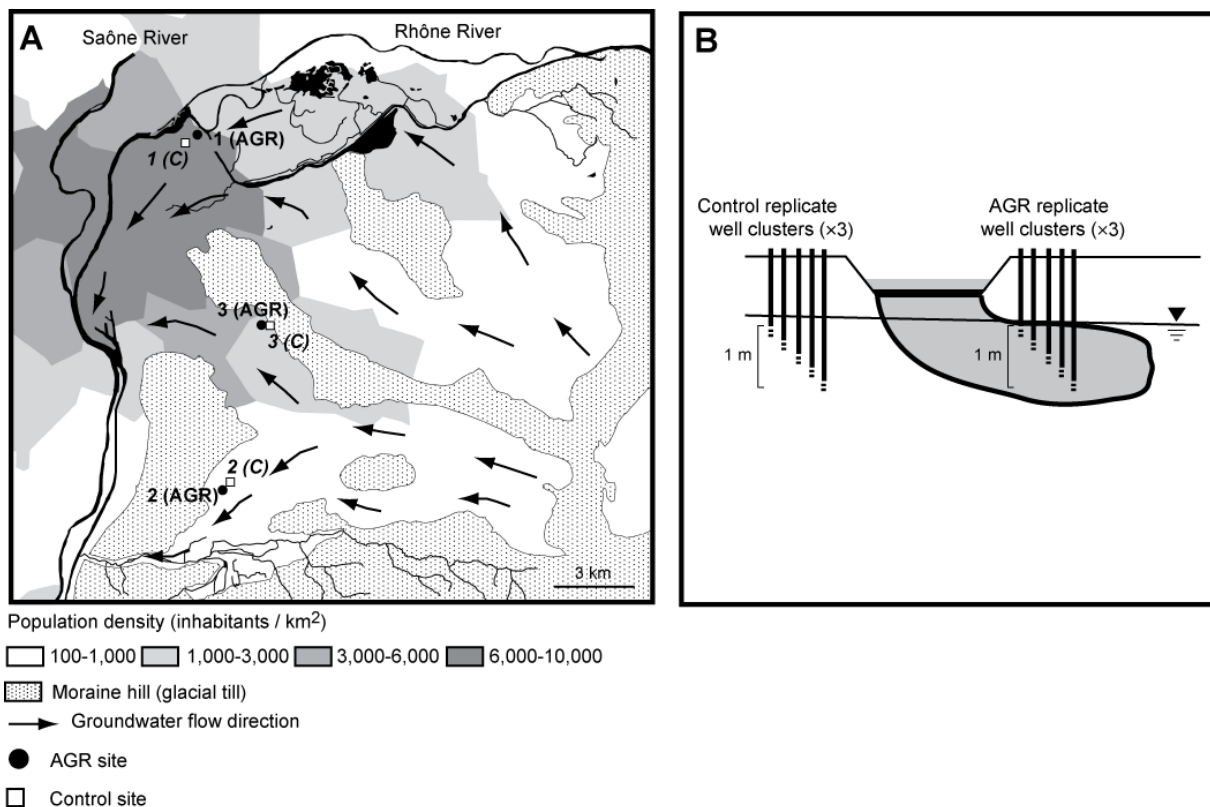 A
Saône River
Rhône River
1 (AGR)
1 (C)
3 (AGR)
3 (C)
2 (C)
2 (AGR)
3 km
B
Control replicate
well clusters (×3)
AGR replicate
well clusters (×3)
1 m
1 m
Population density (inhabitants / km²)
100-1,000
1,000-3,000
3,000-6,000
6,000-10,000
Moraine hill (glacial till)
Groundwater flow direction
AGR site
Control site